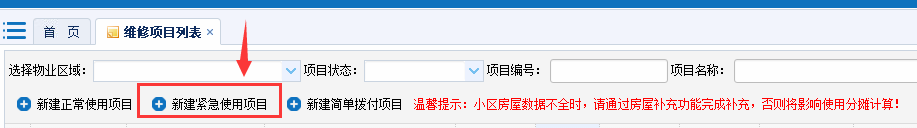 首 页 维修项目列表 ×
选择物业区域： 项目状态： 项目编号： 项目名称：
新建正常使用项目 新建紧急使用项目 新建简单拨付项目 温馨提示：小区房屋数据不全时，请通过房屋补充功能完成补充，否则将影响使用分摊计算！